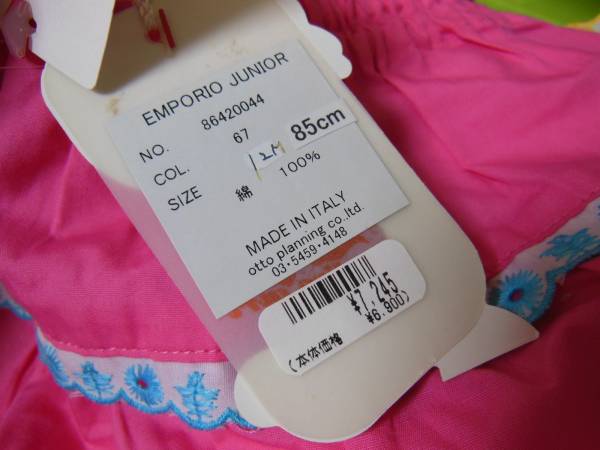 EMPORIO JUNIOR
NO. 86420044
COL. 67
SIZE 12M 85cm
綿 100%
MADE IN ITALY
otto planning co.,ltd.
03・5459・4148
¥7,245
(本体価格 ¥6,900)